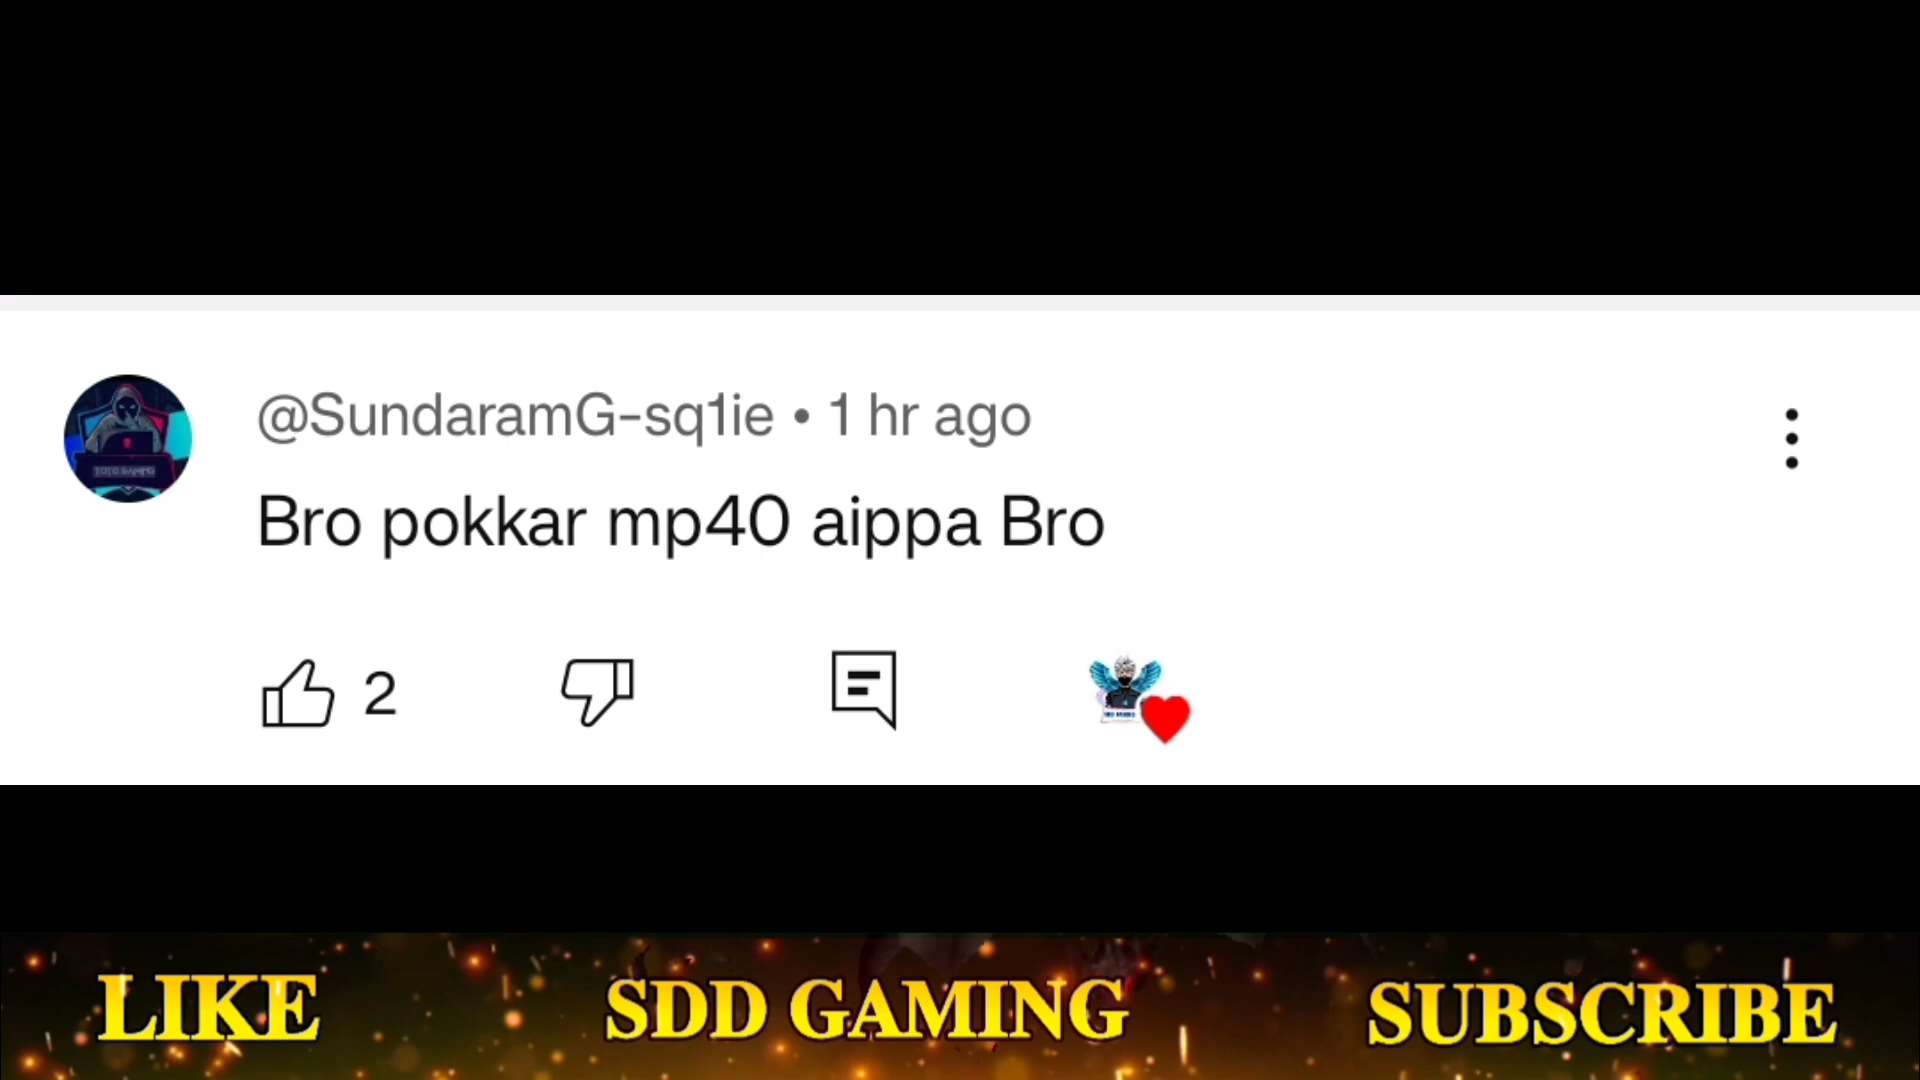 @SundaramG-sq1ie • 1 hr ago
Bro pokkar mp40 aippa Bro
2
LIKE SDD GAMING SUBSCRIBE